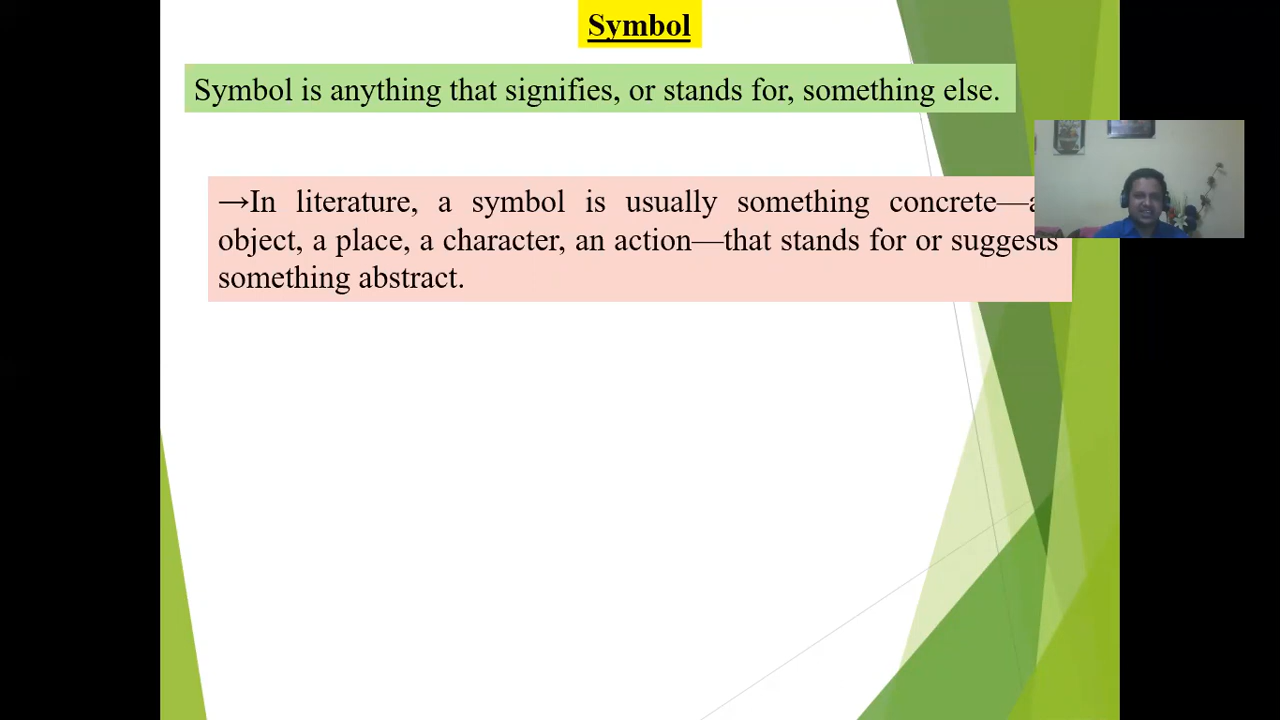 Symbol
Symbol is anything that signifies, or stands for, something else.
→In literature, a symbol is usually something concrete—
object, a place, a character, an action—that stands for or suggests
something abstract.